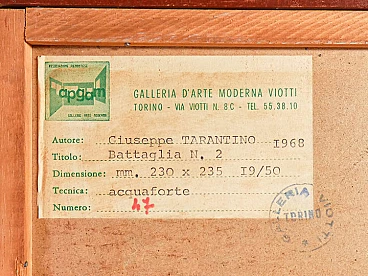 ASSOCIAZIONE PIEMONTESE
apgam
GALLERIE ARTE MODERNA
GALLERIA D'ARTE MODERNA VIOTTI
TORINO - VIA VIOTTI N. 8C - TEL. 55.38.10
Autore: Giuseppe TARANTINO 1968
Titolo: Battaglia N. 2
Dimensione: mm. 230 x 235 19/50
Tecnica: acquaforte
Numero: 47
GALLERIA VIOTTI
TORINO